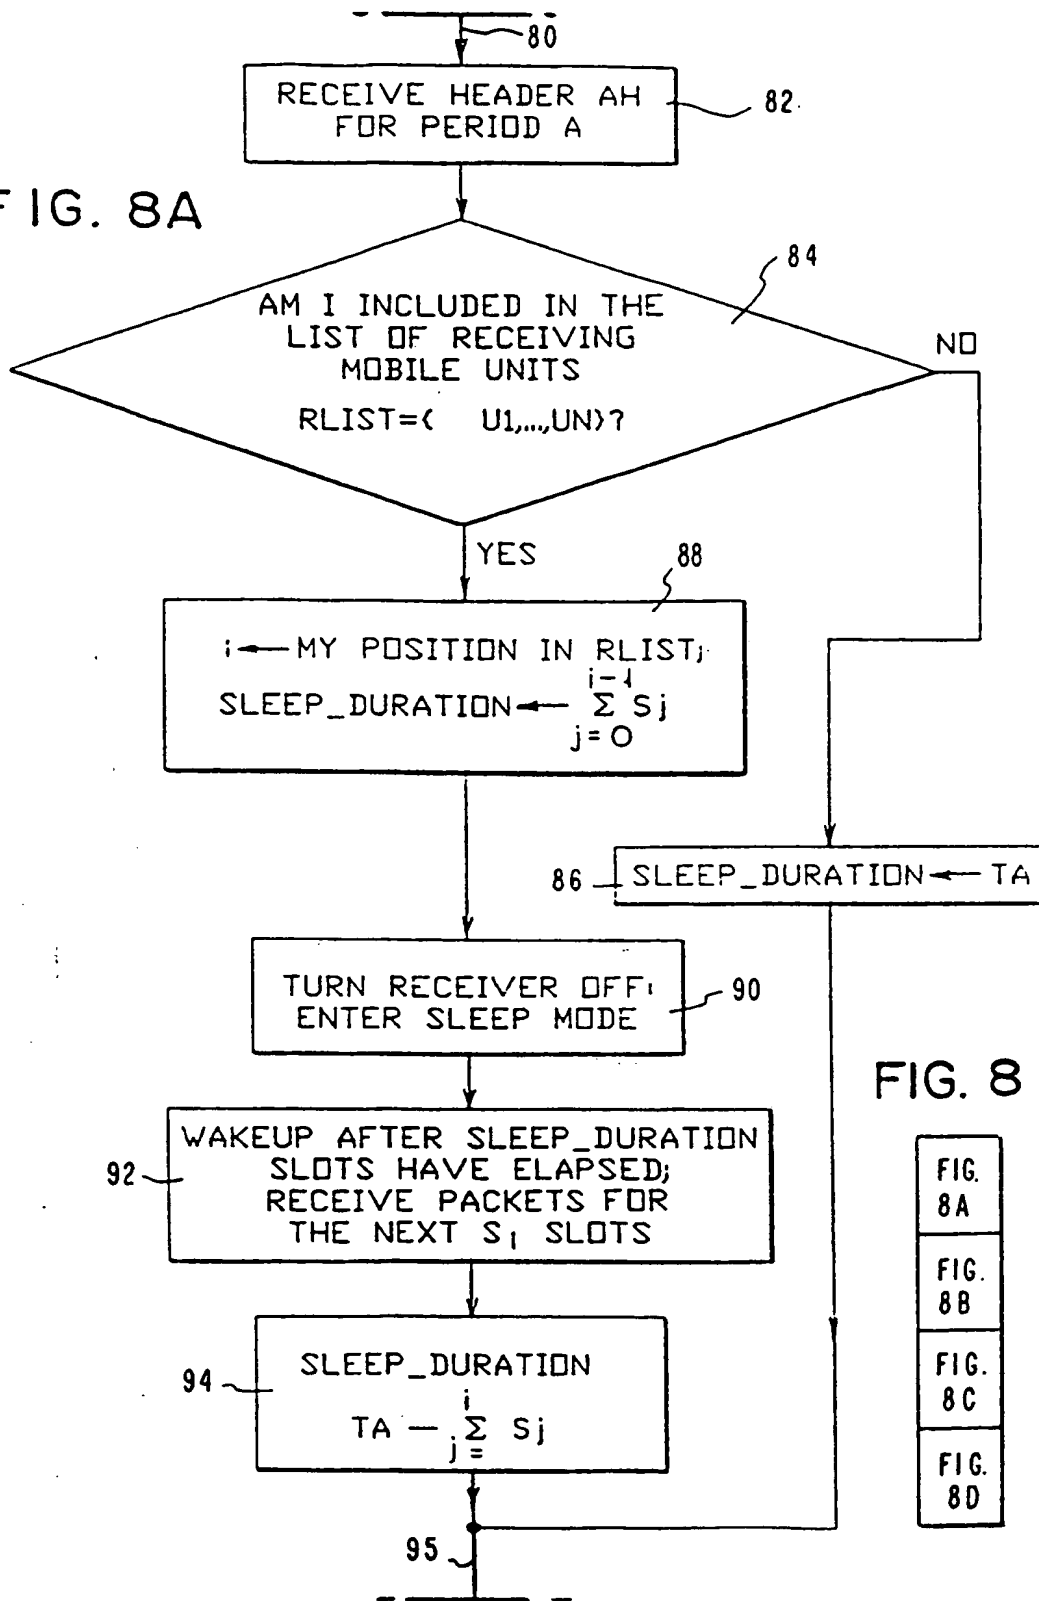 80
RECEIVE HEADER AH
FOR PERIOD A
82
FIG. 8A
84
AM I INCLUDED IN THE
LIST OF RECEIVING
MOBILE UNITS
RLIST={ U1,...,UN}?
NO
YES
88
i←MY POSITION IN RLIST;
i-1
SLEEP_DURATION← Σ Sj
j=0
86
SLEEP_DURATION←TA
TURN RECEIVER OFF;
ENTER SLEEP MODE
90
WAKEUP AFTER SLEEP_DURATION
SLOTS HAVE ELAPSED;
RECEIVE PACKETS FOR
THE NEXT Si SLOTS
92
SLEEP_DURATION
i
TA — Σ Sj
j=
94
95
FIG. 8
FIG.
8A
FIG.
8B
FIG.
8C
FIG.
8D